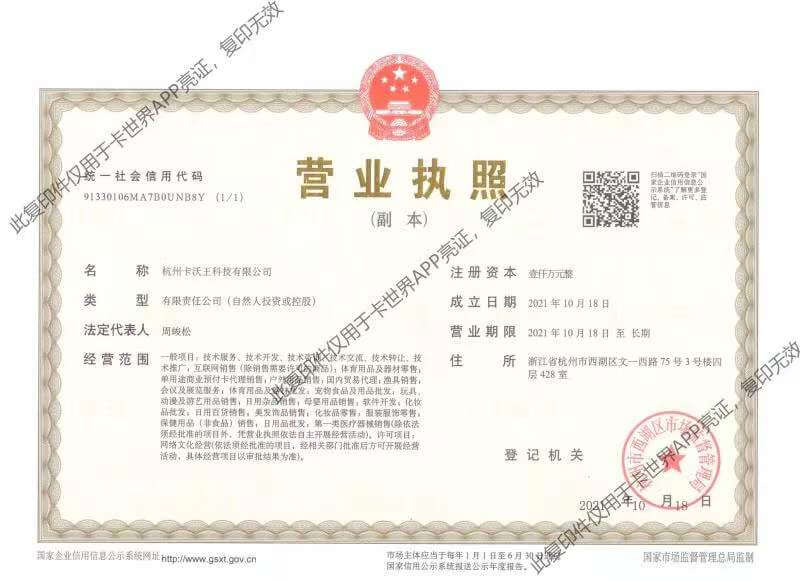 统一社会信用代码
91330106MA7B0UNB8Y (1/1)
营业执照
(副 本)
扫描二维码登录“国
家企业信用信息公
示系统”了解更多登
记、备案、许可、监
管信息
名 称 杭州卡沃王科技有限公司
类 型 有限责任公司(自然人投资或控股)
法定代表人 周峻松
经营范围 一般项目：技术服务、技术开发、技术咨询、技术交流、技术转让、技
术推广；互联网销售（除销售需要许可的商品）；体育用品及器材零售；
单用途商业预付卡代理销售；户外用品销售；国内贸易代理；渔具销售；
会议及展览服务；体育用品及器材批发；宠物食品及用品批发；玩具、
动漫及游艺用品销售；日用杂品销售；母婴用品销售；软件开发；化妆
品批发；日用百货销售；美发饰品销售；化妆品零售；服装服饰零售；
保健用品（非食品）销售；日用品批发；第一类医疗器械销售(除依法
须经批准的项目外，凭营业执照依法自主开展经营活动)。许可项目：
网络文化经营(依法须经批准的项目，经相关部门批准后方可开展经营
活动，具体经营项目以审批结果为准)。
注册资本 壹仟万元整
成立日期 2021年10月18日
营业期限 2021年10月18日 至 长期
住 所 浙江省杭州市西湖区文一西路75号3号楼四
层428室
登记机关
杭州市西湖区市场监督管理局
2021 年 10 月 18 日
国家企业信用信息公示系统网址:http://www.gsxt.gov.cn
市场主体应当于每年1月1日至6月30日通过
国家信用公示系统报送公示年度报告。
国家市场监督管理总局监制
此复印件仅用于卡世界APP亮证，复印无效
此复印件仅用于卡世界APP亮证，复印无效
此复印件仅用于卡世界APP亮证，复印无效